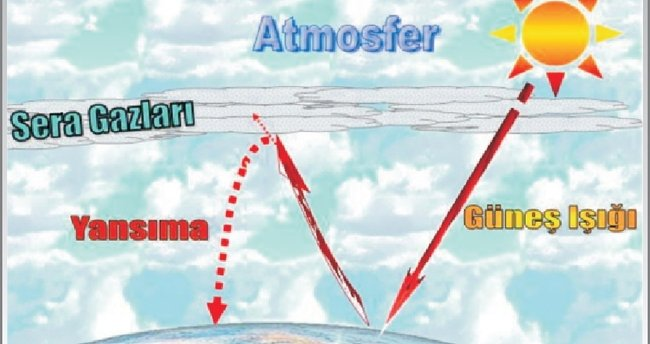 Atmosfer
Sera Gazları
Yansıma
Güneş Işığı